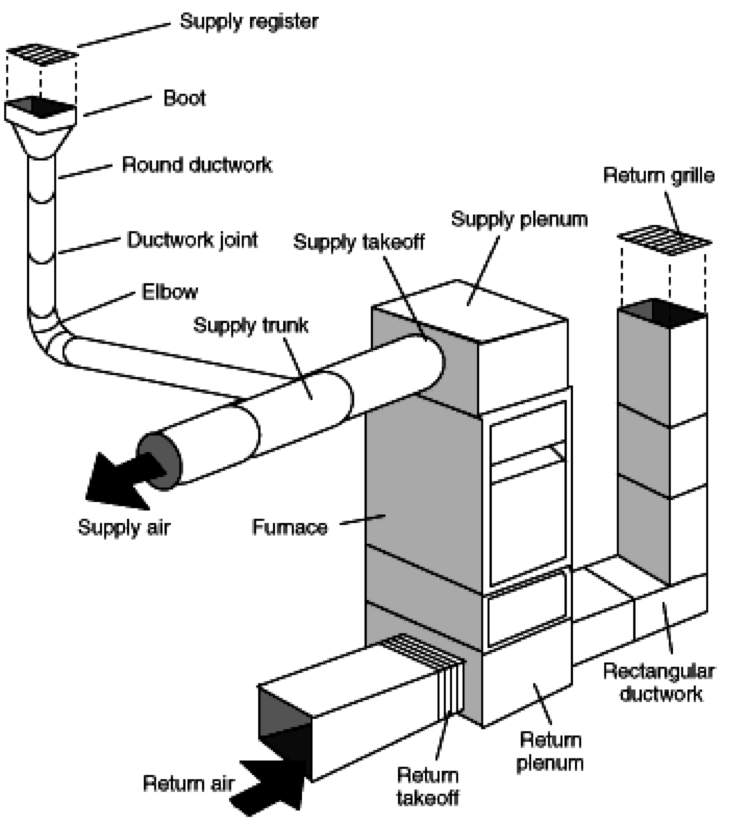 Supply register
Boot
Round ductwork
Return grille
Supply plenum
Ductwork joint
Supply takeoff
Elbow
Supply trunk
Supply air
Furnace
Rectangular
ductwork
Return
plenum
Return air
Return
takeoff